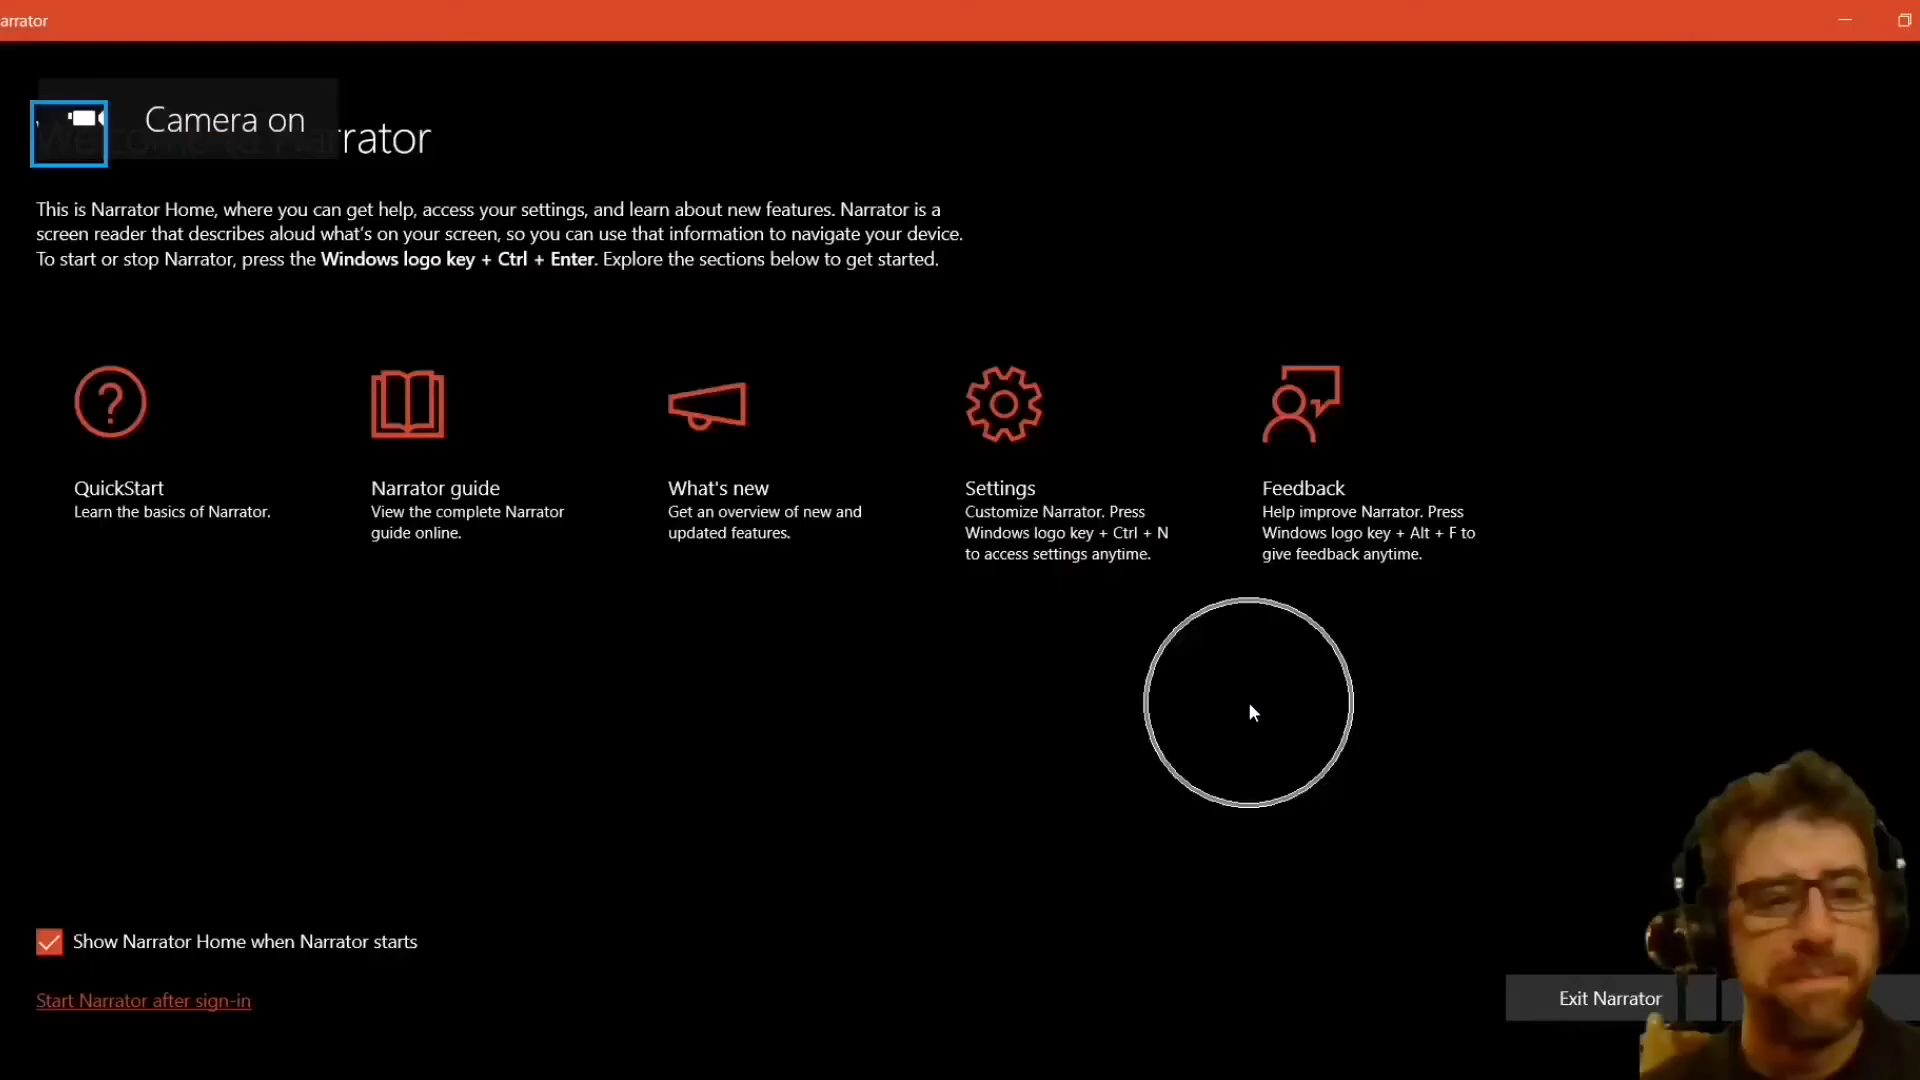 arrator
Camera on
rrator
This is Narrator Home, where you can get help, access your settings, and learn about new features. Narrator is a
screen reader that describes aloud what's on your screen, so you can use that information to navigate your device.
To start or stop Narrator, press the Windows logo key + Ctrl + Enter. Explore the sections below to get started.
QuickStart
Learn the basics of Narrator.
Narrator guide
View the complete Narrator
guide online.
What's new
Get an overview of new and
updated features.
Settings
Customize Narrator. Press
Windows logo key + Ctrl + N
to access settings anytime.
Feedback
Help improve Narrator. Press
Windows logo key + Alt + F to
give feedback anytime.
Show Narrator Home when Narrator starts
Start Narrator after sign-in
Exit Narrator